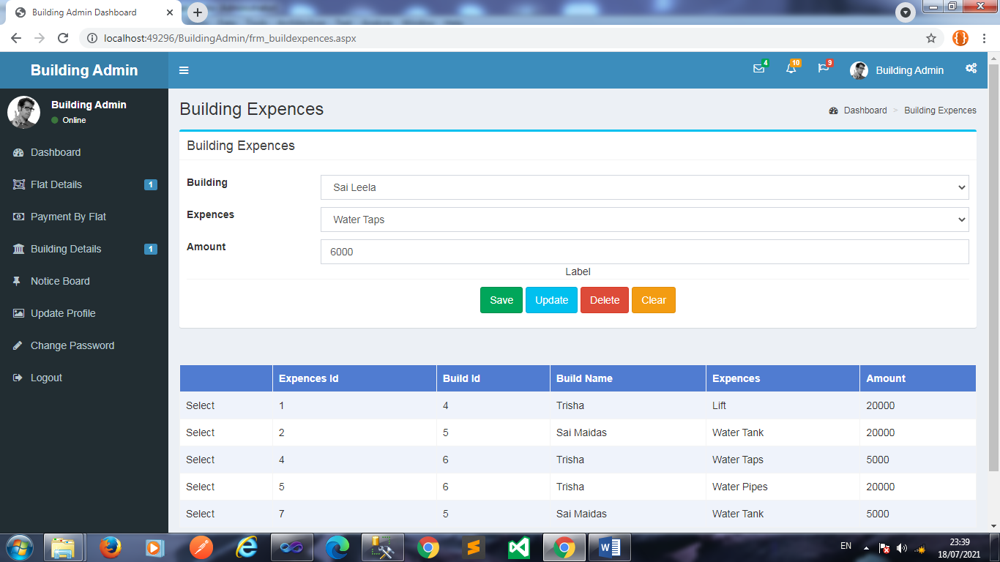 Building Admin Dashboard
localhost:49296/BuildingAdmin/frm_buildexpences.aspx
Building Admin
4
10
9
Building Admin
Building Admin
Online
Dashboard
Flat Details 1
Payment By Flat
Building Details 1
Notice Board
Update Profile
Change Password
Logout
Building Expences
Dashboard > Building Expences
Building Expences
Building Sai Leela
Expences Water Taps
Amount 6000
Label
Save Update Delete Clear
Expences Id Build Id Build Name Expences Amount
Select 1 4 Trisha Lift 20000
Select 2 5 Sai Maidas Water Tank 20000
Select 4 6 Trisha Water Taps 5000
Select 5 6 Trisha Water Pipes 20000
Select 7 5 Sai Maidas Water Tank 5000
EN
23:39
18/07/2021